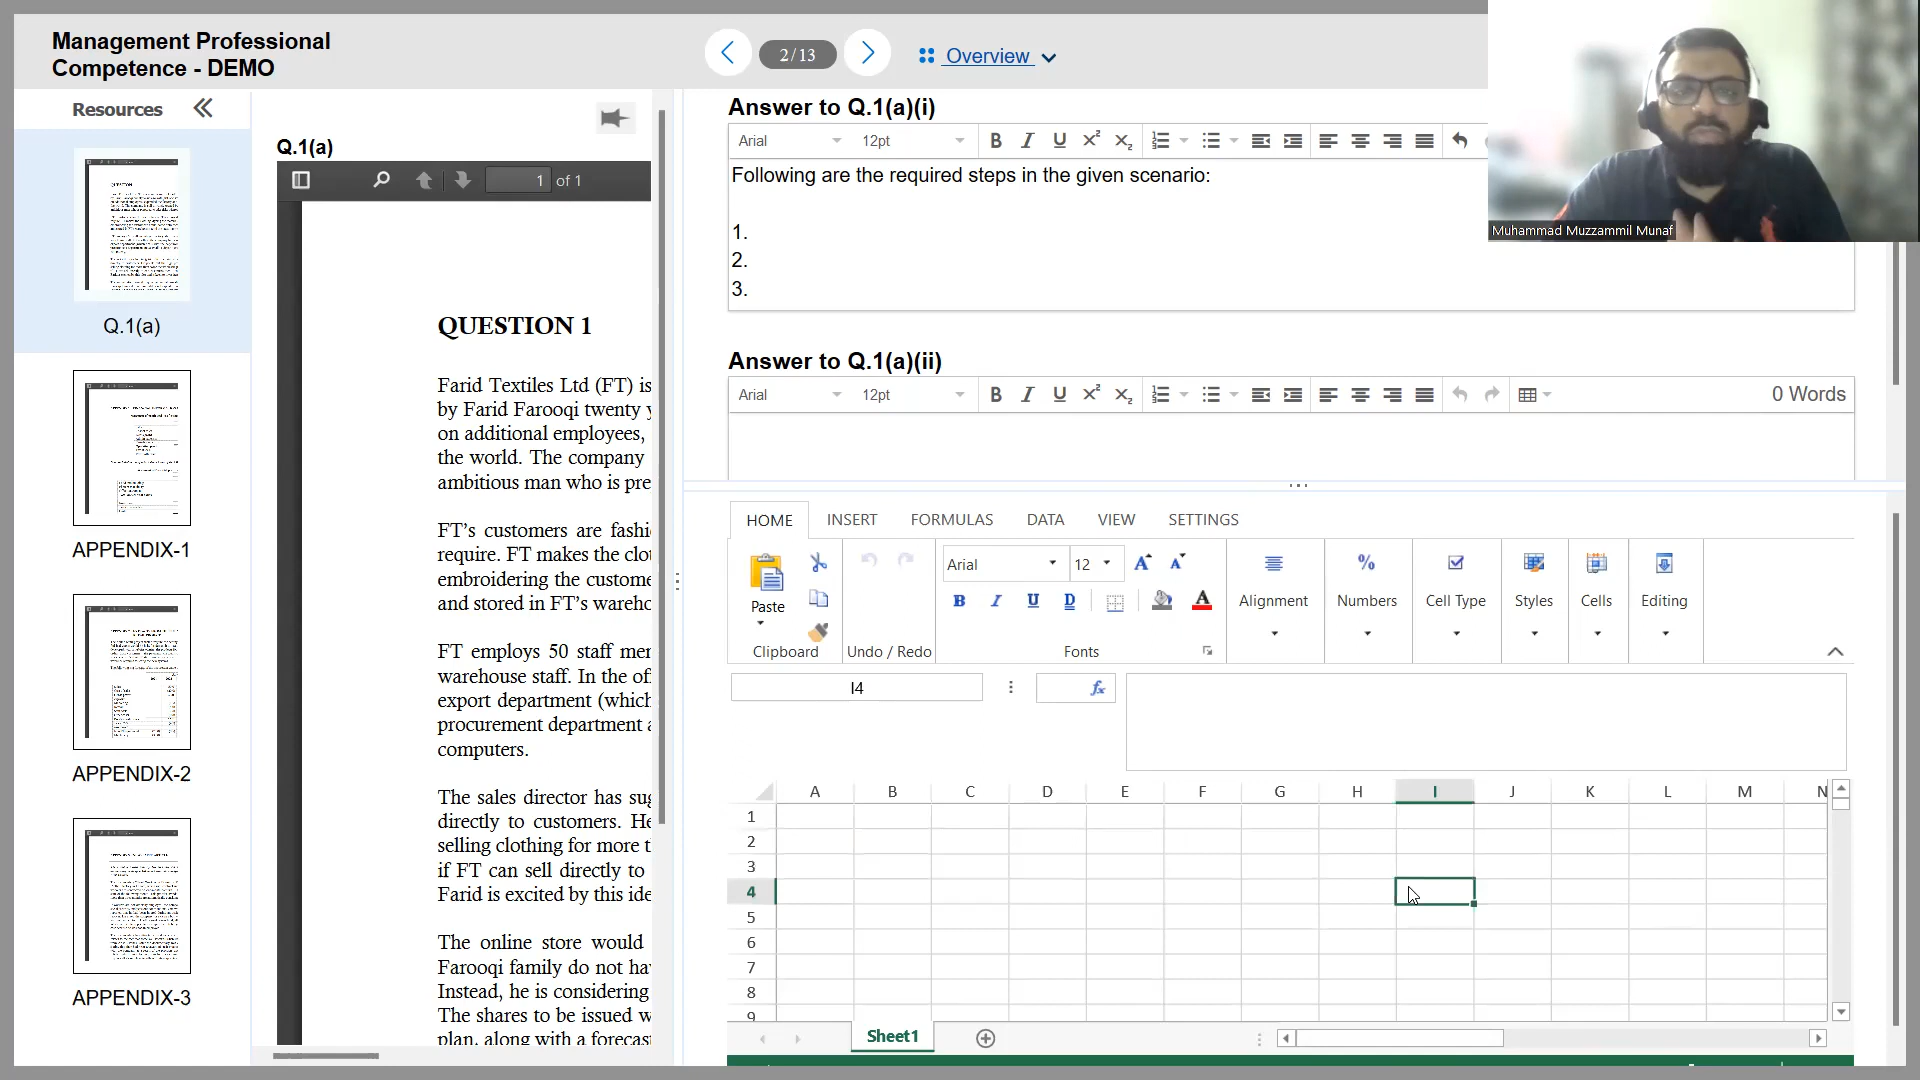 Management Professional
Competence - DEMO
2/13
Overview
Resources
Q.1(a)
APPENDIX-1
APPENDIX-2
APPENDIX-3
Q.1(a)
1 of 1
QUESTION 1
Farid Textiles Ltd (FT) is
by Farid Farooqi twenty y
on additional employees,
the world. The company
ambitious man who is pre
FT's customers are fashi
require. FT makes the clot
embroidering the custome
and stored in FT's wareho
FT employs 50 staff mer
warehouse staff. In the of
export department (which
procurement department a
computers.
The sales director has sug
directly to customers. He
selling clothing for more t
if FT can sell directly to
Farid is excited by this ide
The online store would
Farooqi family do not hav
Instead, he is considering
The shares to be issued w
plan, along with a forecast
Answer to Q.1(a)(i)
Arial 12pt B I U X² X₂
Following are the required steps in the given scenario:
1.
2.
3.
Muhammad Muzzammil Munaf
Answer to Q.1(a)(ii)
Arial 12pt B I U X² X₂ 0 Words
HOME INSERT FORMULAS DATA VIEW SETTINGS
Paste
Clipboard
Undo / Redo
Arial 12 A A
B I U D A
Fonts
Alignment
Numbers
Cell Type
Styles
Cells
Editing
I4 fx
A B C D E F G H I J K L M N
1
2
3
4
5
6
7
8
9
Sheet1